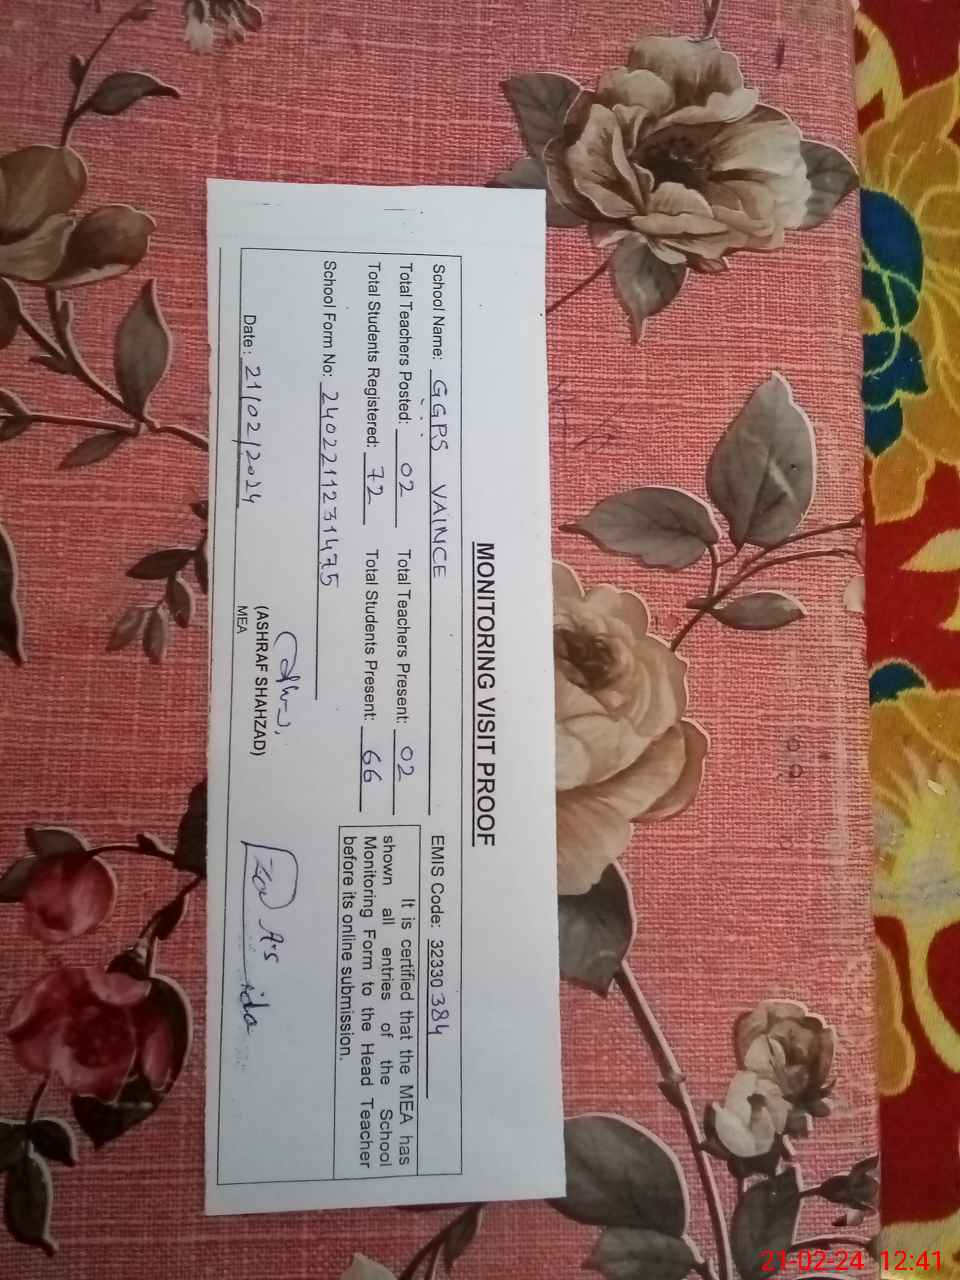 MONITORING VISIT PROOF
School Name: GGPS VAINCE EMIS Code: 32330384
Total Teachers Posted: 02 Total Teachers Present: 02
Total Students Registered: 72 Total Students Present: 66
School Form No: 2402211231475
It is certified that the MEA has
shown all entries of the School
Monitoring Form to the Head Teacher
before its online submission.
(ASHRAF SHAHZAD)
Date: 21/02/2024 MEA
21-02-24 12:41